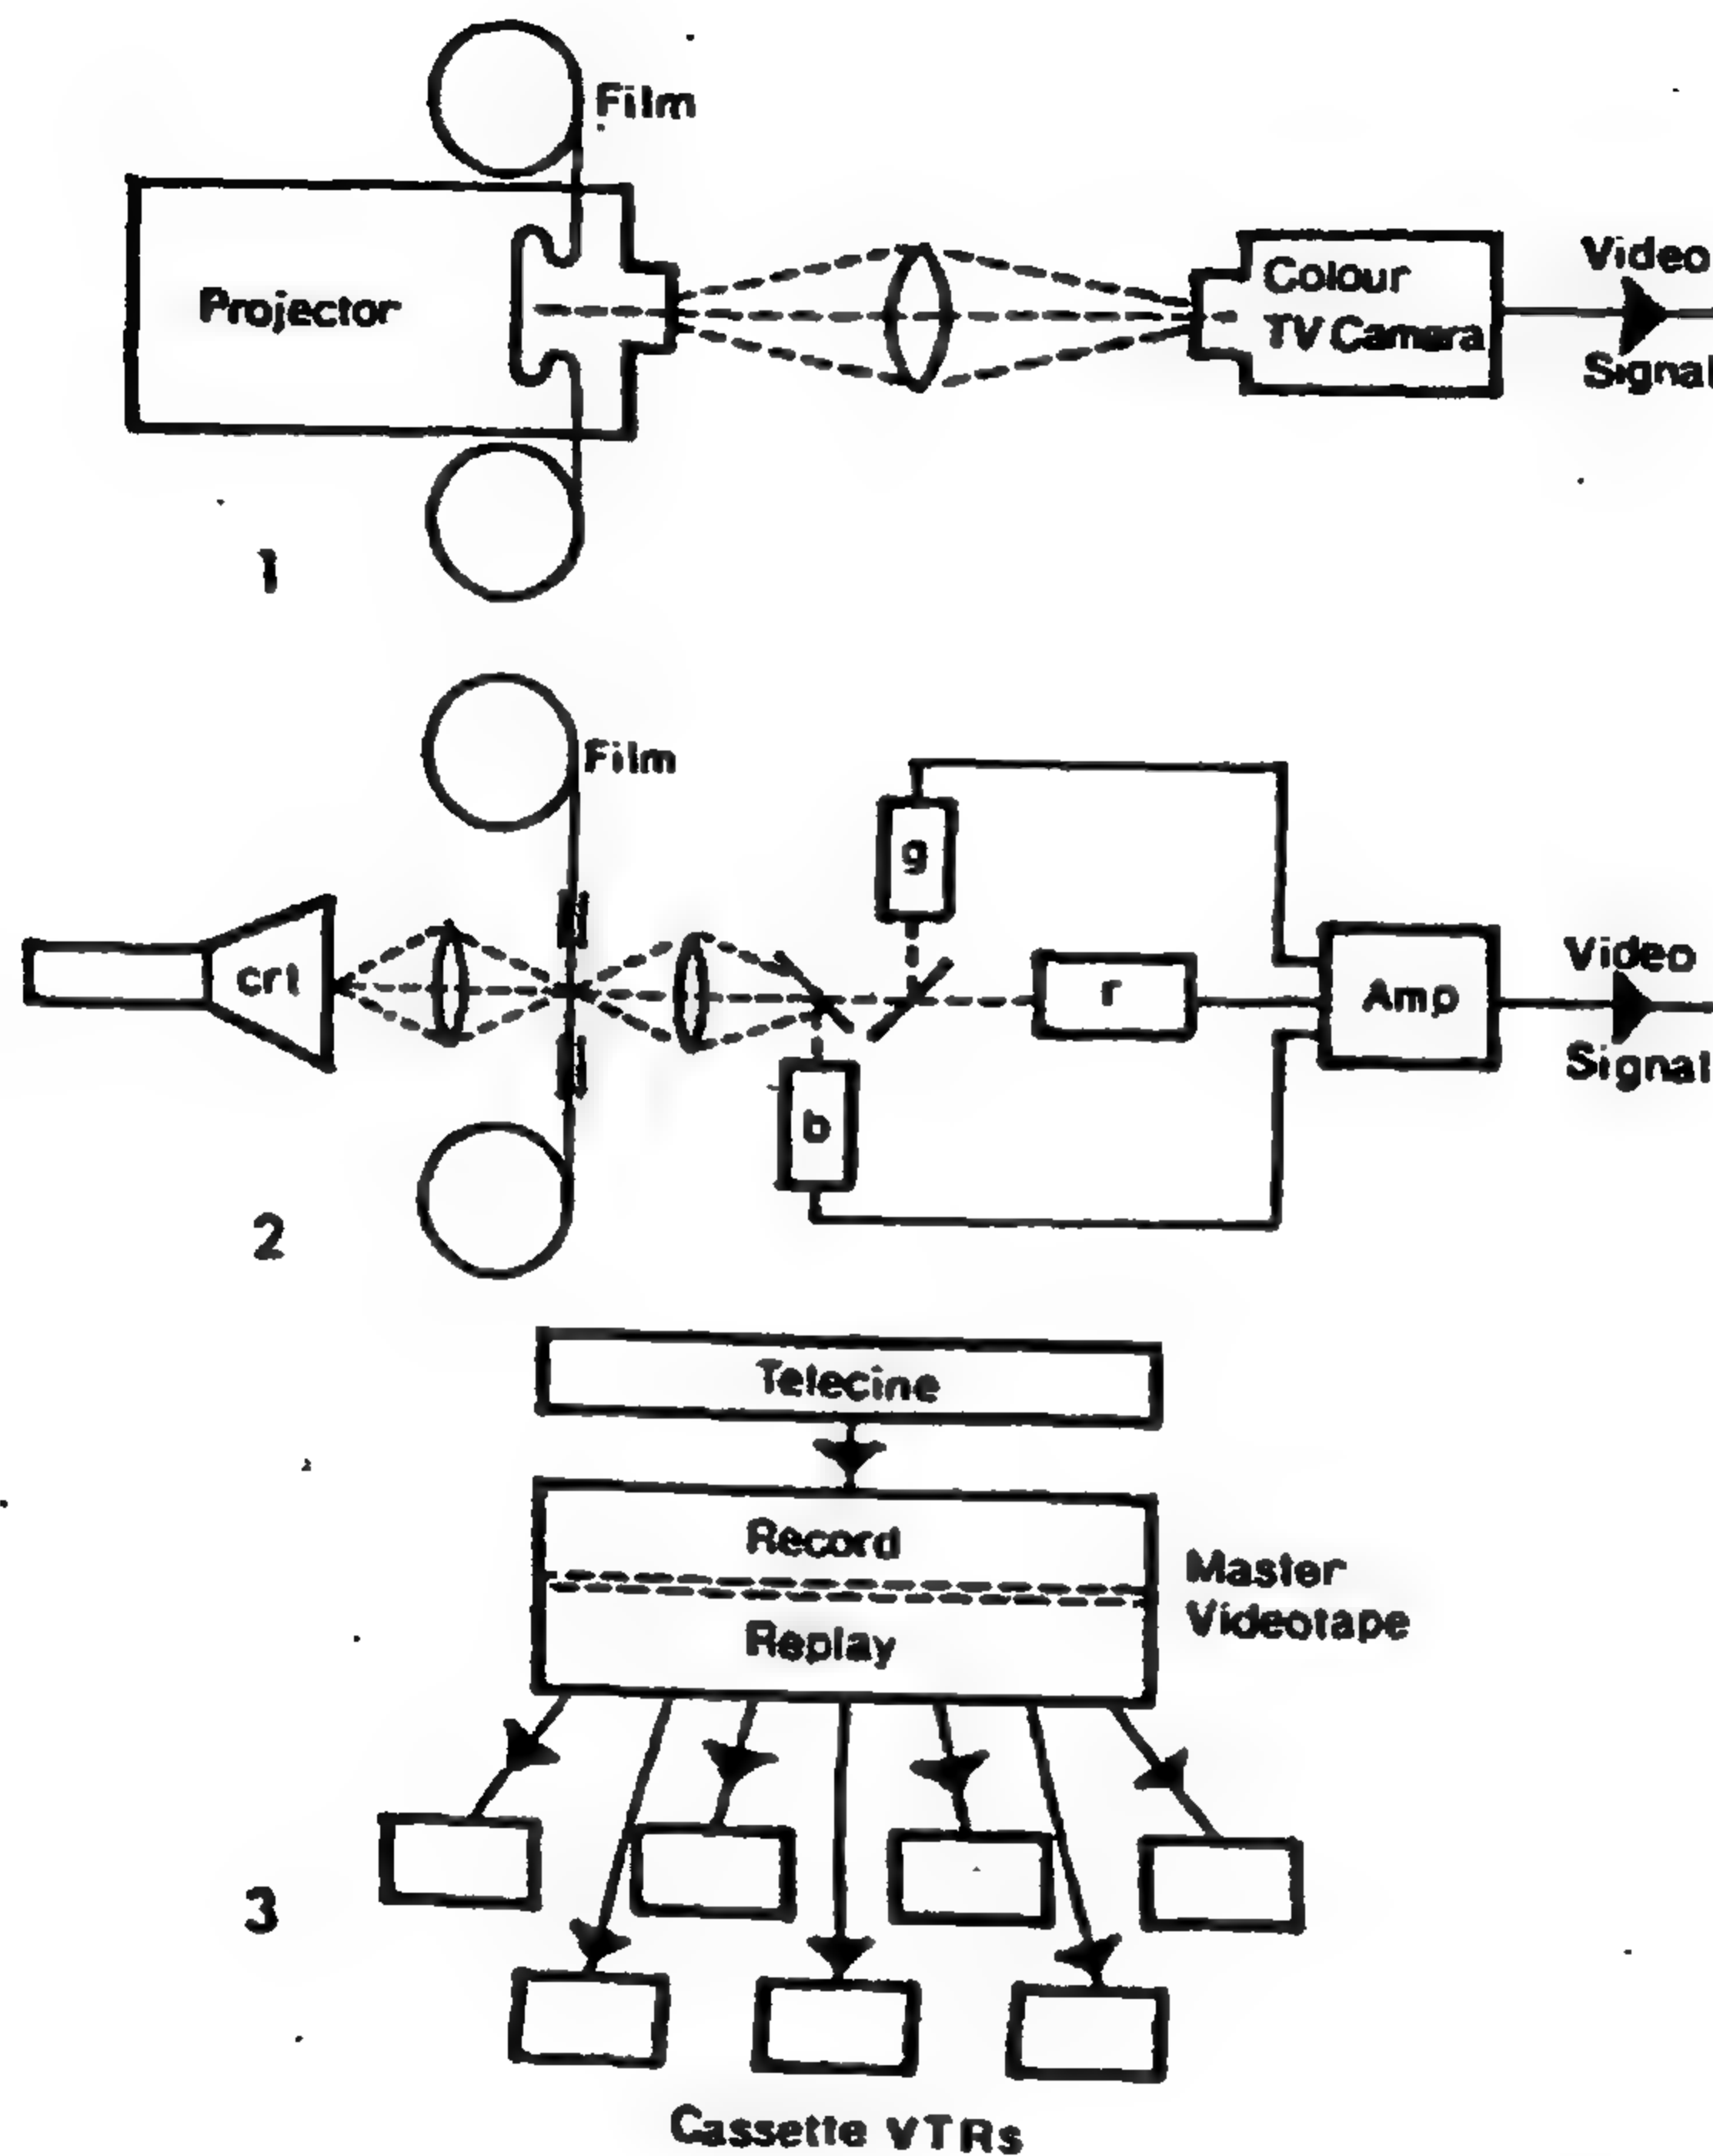 Film
Projector
Colour
TV Camera
Video
Signal
1
Film
g
crt
r
Amp
Video
Signal
b
2
Telecine
Record
Master
Videotape
Replay
3
Cassette VTRs